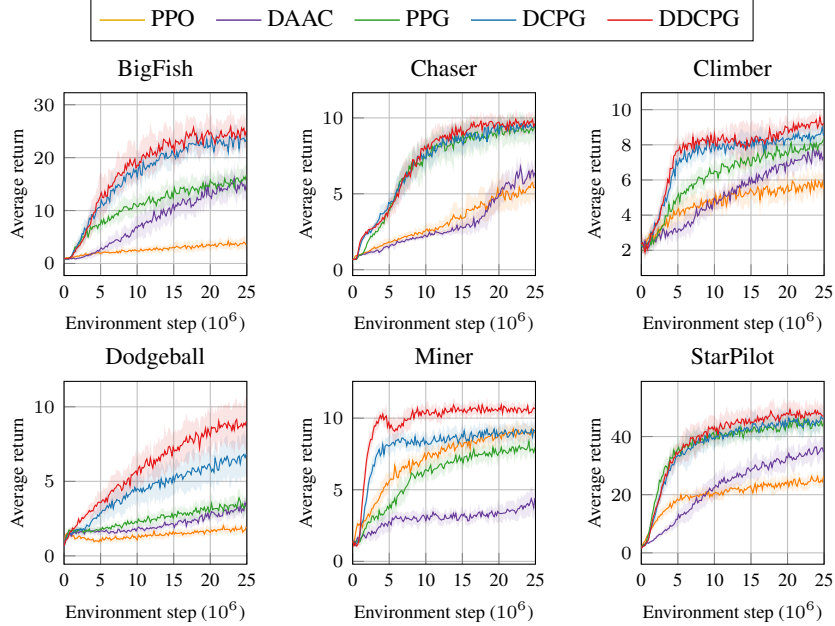 PPO DAAC PPG DCPG DDCPG
BigFish Chaser Climber
Average return
30
20
10
0
0 5 10 15 20 25
Environment step (10^6)
Average return
10
5
0
0 5 10 15 20 25
Environment step (10^6)
Average return
10
8
6
4
2
0 5 10 15 20 25
Environment step (10^6)
Dodgeball Miner StarPilot
Average return
10
5
0
0 5 10 15 20 25
Environment step (10^6)
Average return
10
5
0
0 5 10 15 20 25
Environment step (10^6)
Average return
40
20
0
0 5 10 15 20 25
Environment step (10^6)